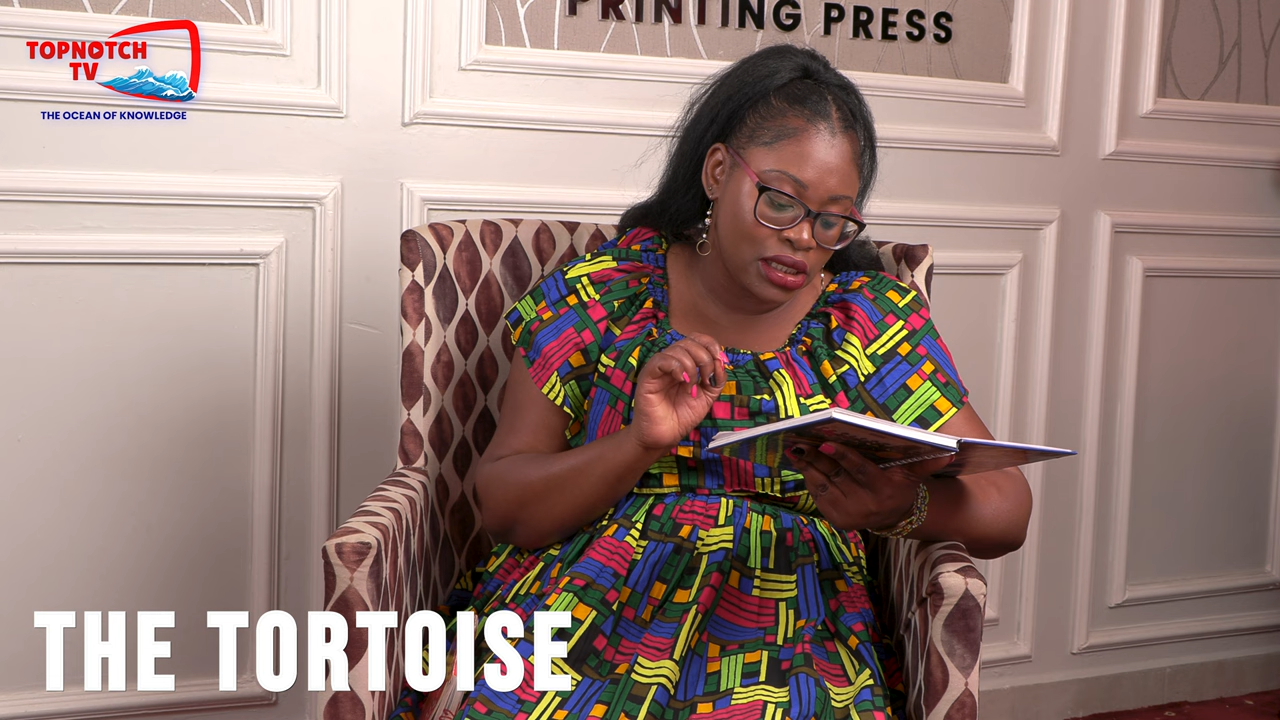 PRINTING PRESS
TOPNOTCH
TV
THE OCEAN OF KNOWLEDGE
THE TORTOISE